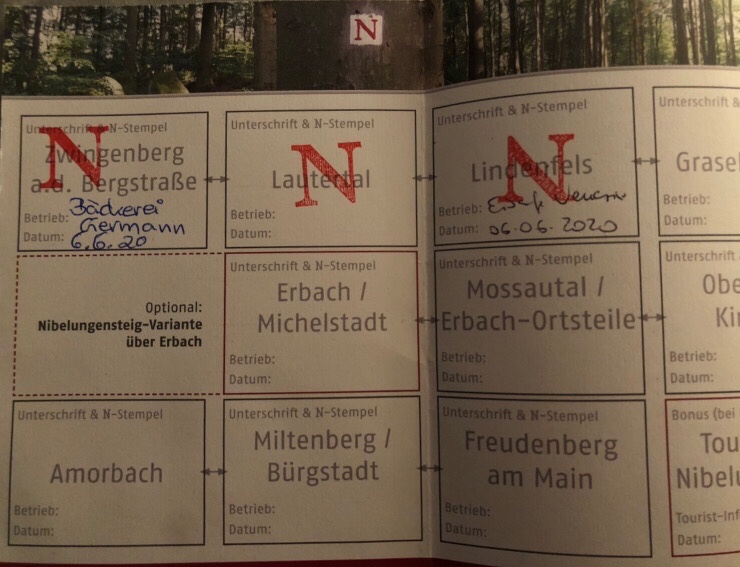 N
Unterschrift & N-Stempel
N
Zwingenberg
a.d. Bergstraße
Betrieb: Bäckerei
Germann
Datum: 6.6.20
Unterschrift & N-Stempel
N
Lautertal
Betrieb:
Datum:
Unterschrift & N-Stempel
N
Lindenfels
Betrieb:
Datum: 06.06.2020
Unterschrift & N
Grasel
Betrieb:
Datum:
Optional:
Nibelungensteig-Variante
über Erbach
Unterschrift & N-Stempel
Erbach /
Michelstadt
Betrieb:
Datum:
Unterschrift & N-Stempel
Mossautal /
Erbach-Ortsteile
Betrieb:
Datum:
Unterschrift & N
Obe
Kir
Betrieb:
Datum:
Unterschrift & N-Stempel
Amorbach
Betrieb:
Datum:
Unterschrift & N-Stempel
Miltenberg /
Bürgstadt
Betrieb:
Datum:
Unterschrift & N-Stempel
Freudenberg
am Main
Betrieb:
Datum:
Bonus (bei
Tou
Nibelu
Tourist-Inf
Datum: